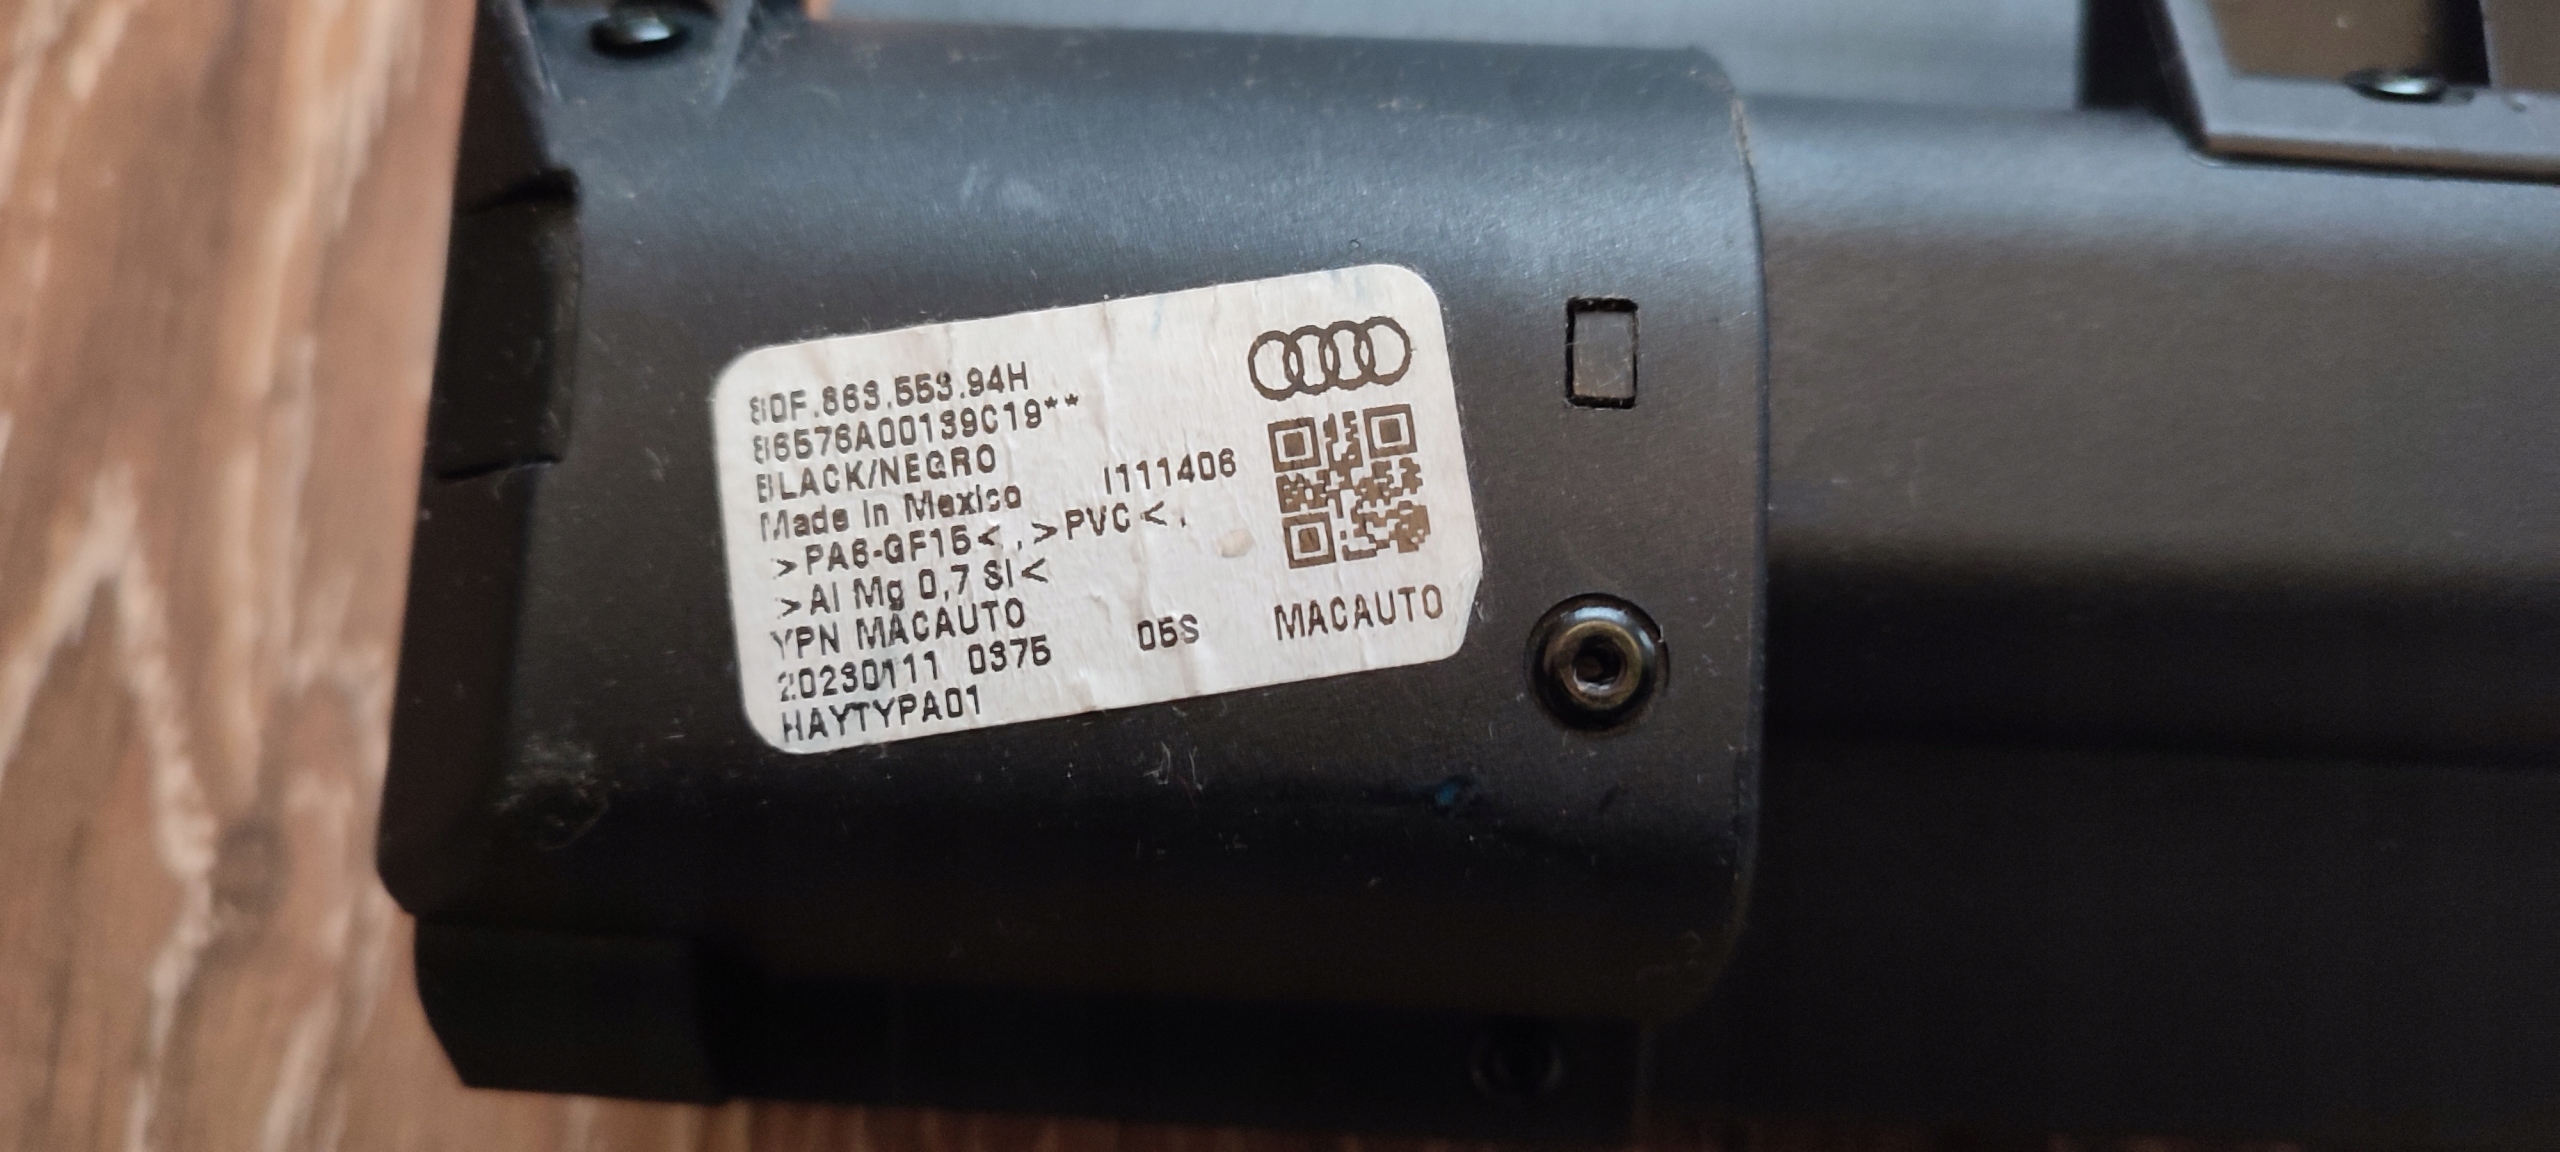 80F.863.553.94H
86576A00139C19**
BLACK/NEGRO
Made in Mexico I111406
>PA6-GF15< , >PVC< ,
>Al Mg 0,7 Si<
YPN MACAUTO
20230111 0375 05S MACAUTO
HAYTYPA01